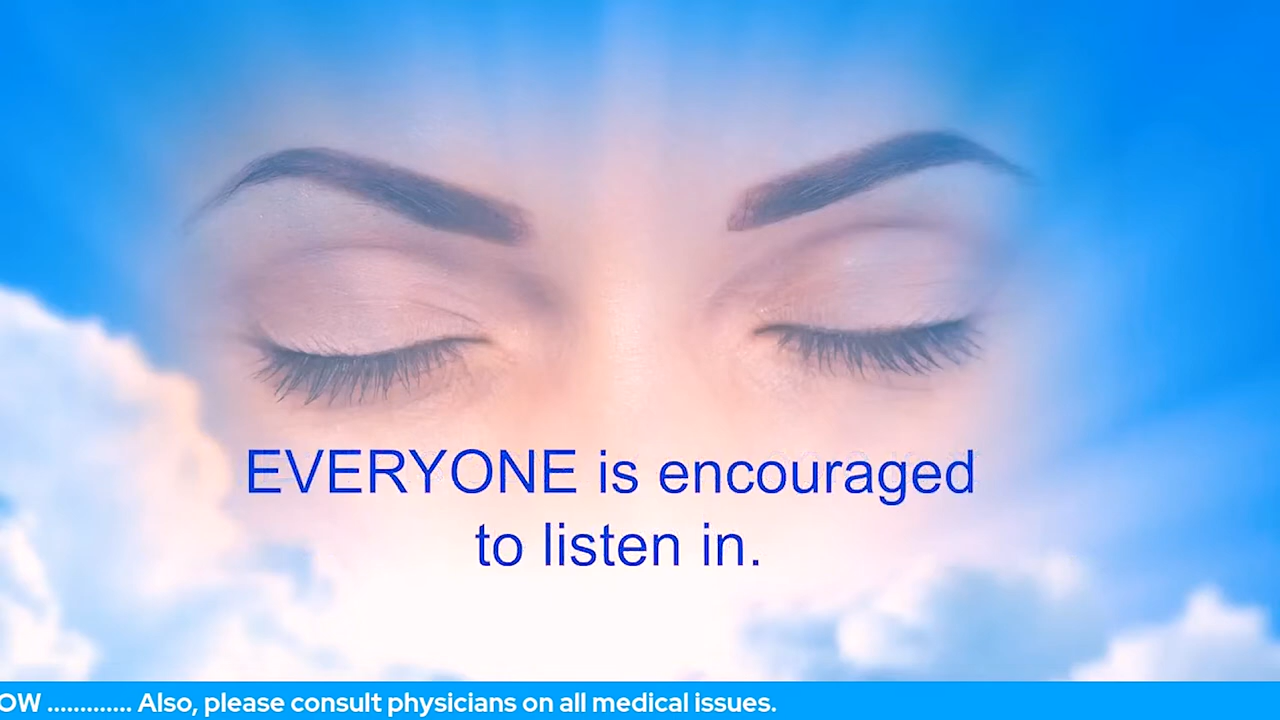 EVERYONE is encouraged
to listen in.
OW ............. Also, please consult physicians on all medical issues.